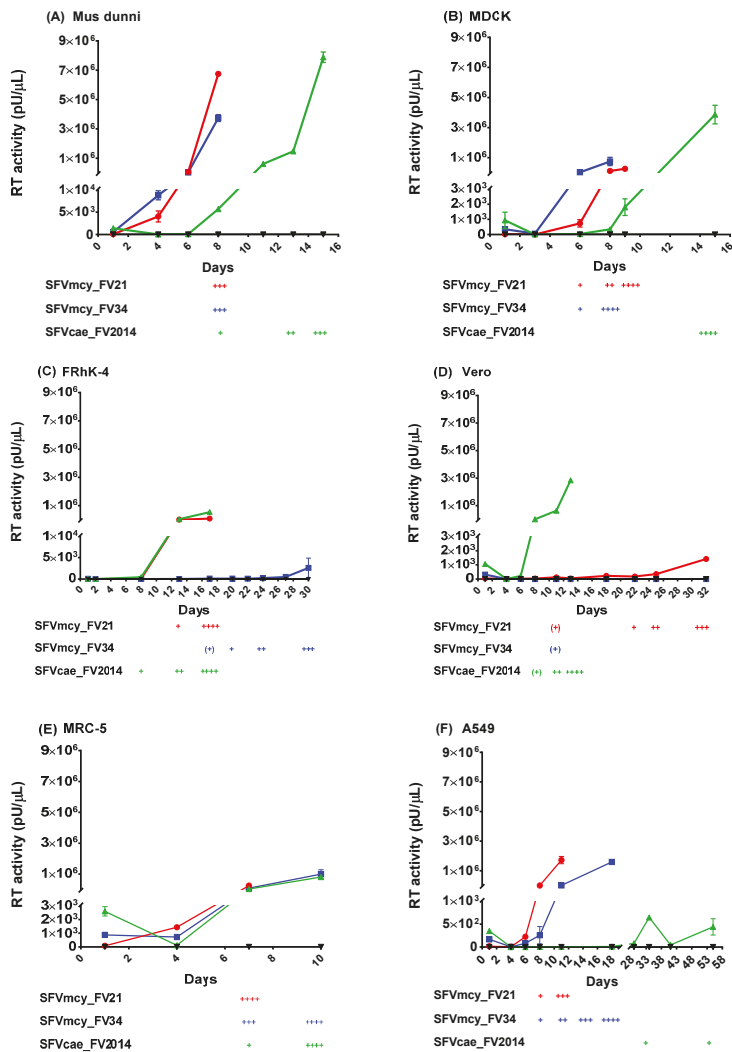 (A) Mus dunni
RT activity (pU/µL)
9×10⁶
7×10⁶
5×10⁶
3×10⁶
1×10⁶
1×10⁴
5×10³
0
0 2 4 6 8 10 12 14 16
Days
SFVmcy_FV21 +++
SFVmcy_FV34 +++
SFVcae_FV2014 + ++ +++
(B) MDCK
RT activity (pU/µL)
9×10⁶
7×10⁶
5×10⁶
3×10⁶
1×10⁶
3×10³
2×10³
1×10³
0
0 2 4 6 8 10 12 14 16
Days
SFVmcy_FV21 + ++ ++++
SFVmcy_FV34 + ++++
SFVcae_FV2014 ++++
(C) FRhK-4
RT activity (pU/µL)
9×10⁶
7×10⁶
5×10⁶
3×10⁶
1×10⁶
1×10⁴
5×10³
0
0 2 4 6 8 10 12 14 16 18 20 22 24 26 28 30
Days
SFVmcy_FV21 + ++++
SFVmcy_FV34 (+) + ++ +++
SFVcae_FV2014 + ++ ++++
(D) Vero
RT activity (pU/µL)
9×10⁶
7×10⁶
5×10⁶
3×10⁶
1×10⁶
3×10³
2×10³
1×10³
0
0 2 4 6 8 10 12 14 16 18 20 22 24 26 28 30 32
Days
SFVmcy_FV21 (+) + ++ +++
SFVmcy_FV34 (+)
SFVcae_FV2014 (+) ++ ++++
(E) MRC-5
RT activity (pU/µL)
9×10⁶
7×10⁶
5×10⁶
3×10⁶
1×10⁶
3×10³
2×10³
1×10³
0
0 2 4 6 8 10
Days
SFVmcy_FV21 ++++
SFVmcy_FV34 +++ ++++
SFVcae_FV2014 + ++++
(F) A549
RT activity (pU/µL)
9×10⁶
7×10⁶
5×10⁶
3×10⁶
1×10⁶
1×10³
5×10²
0
0 2 4 6 8 10 12 14 16 18 28 33 38 43 48 53 58
Days
SFVmcy_FV21 + +++
SFVmcy_FV34 + ++ +++ ++++
SFVcae_FV2014 + +